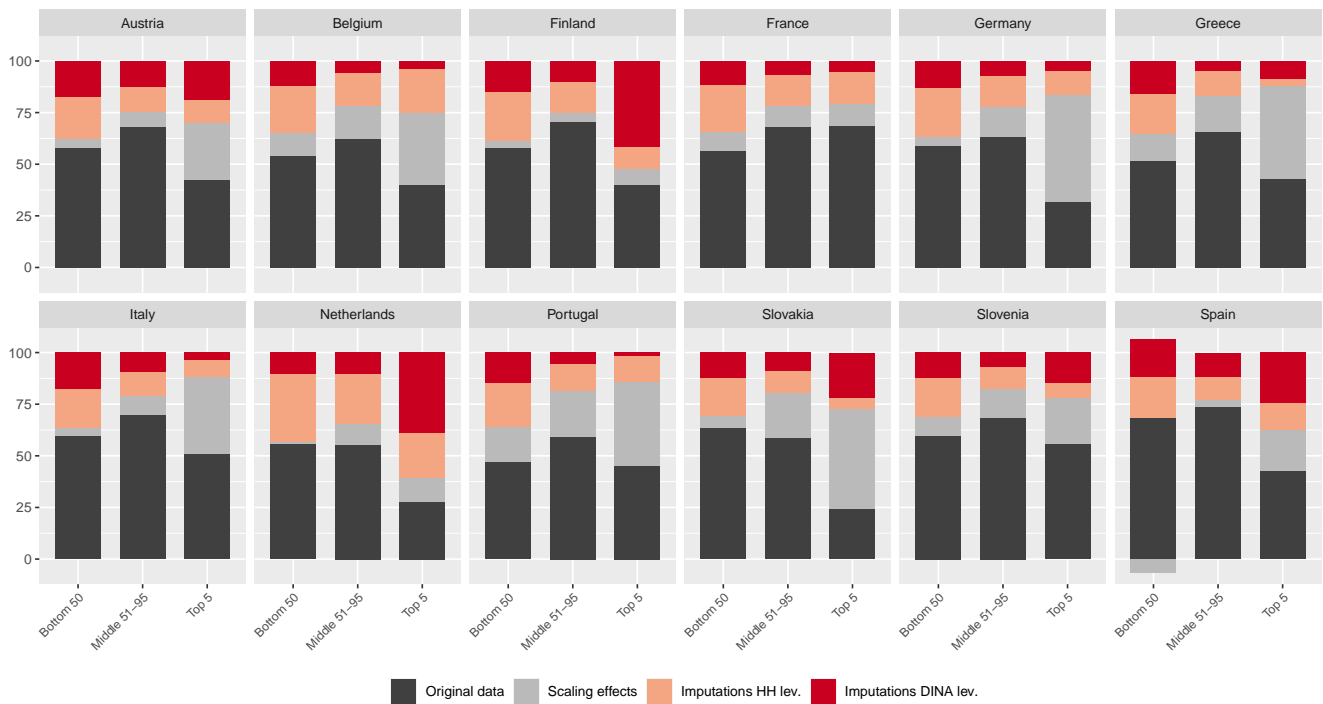 Austria Belgium Finland France Germany Greece
100
75
50
25
0
Italy Netherlands Portugal Slovakia Slovenia Spain
100
75
50
25
0
Bottom 50 Middle 51–95 Top 5 Bottom 50 Middle 51–95 Top 5 Bottom 50 Middle 51–95 Top 5 Bottom 50 Middle 51–95 Top 5 Bottom 50 Middle 51–95 Top 5 Bottom 50 Middle 51–95 Top 5
Original data Scaling effects Imputations HH lev. Imputations DINA lev.